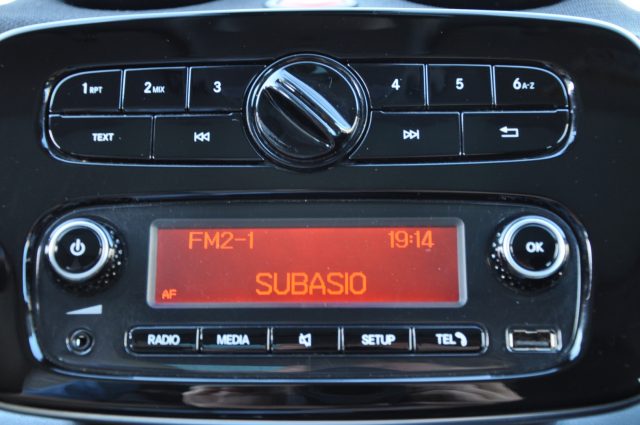 1 RPT 2 MIX 3 4 5 6 A-Z
TEXT
FM2-1 19:14
SUBASIO
AF
OK
RADIO MEDIA SETUP TEL